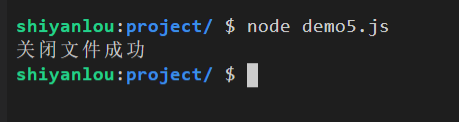 shiyanlou:project/ $ node demo5.js
关闭文件成功
shiyanlou:project/ $